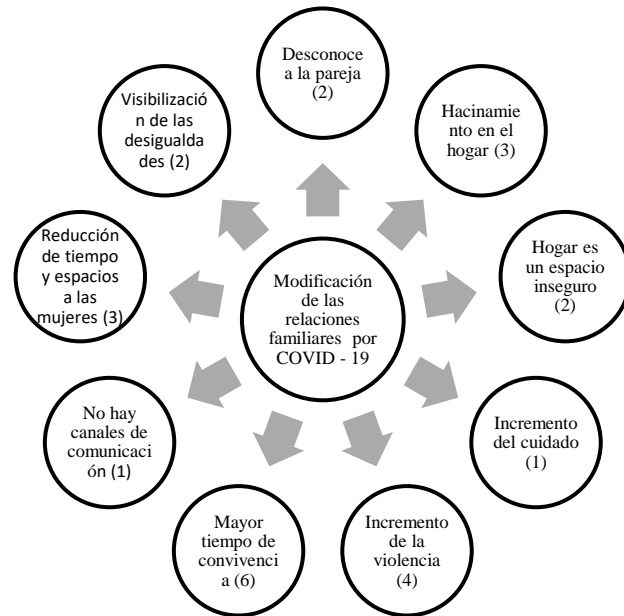 Desconoce
a la pareja
(2)
Hacinamie
nto en el
hogar (3)
Hogar es
un espacio
inseguro
(2)
Incremento
del cuidado
(1)
Incremento
de la
violencia
(4)
Mayor
tiempo de
convivenci
a (6)
No hay
canales de
comunicaci
ón (1)
Reducción
de tiempo
y espacios
a las
mujeres (3)
Visibilizació
n de las
desigualda
des (2)
Modificación
de las
relaciones
familiares por
COVID - 19